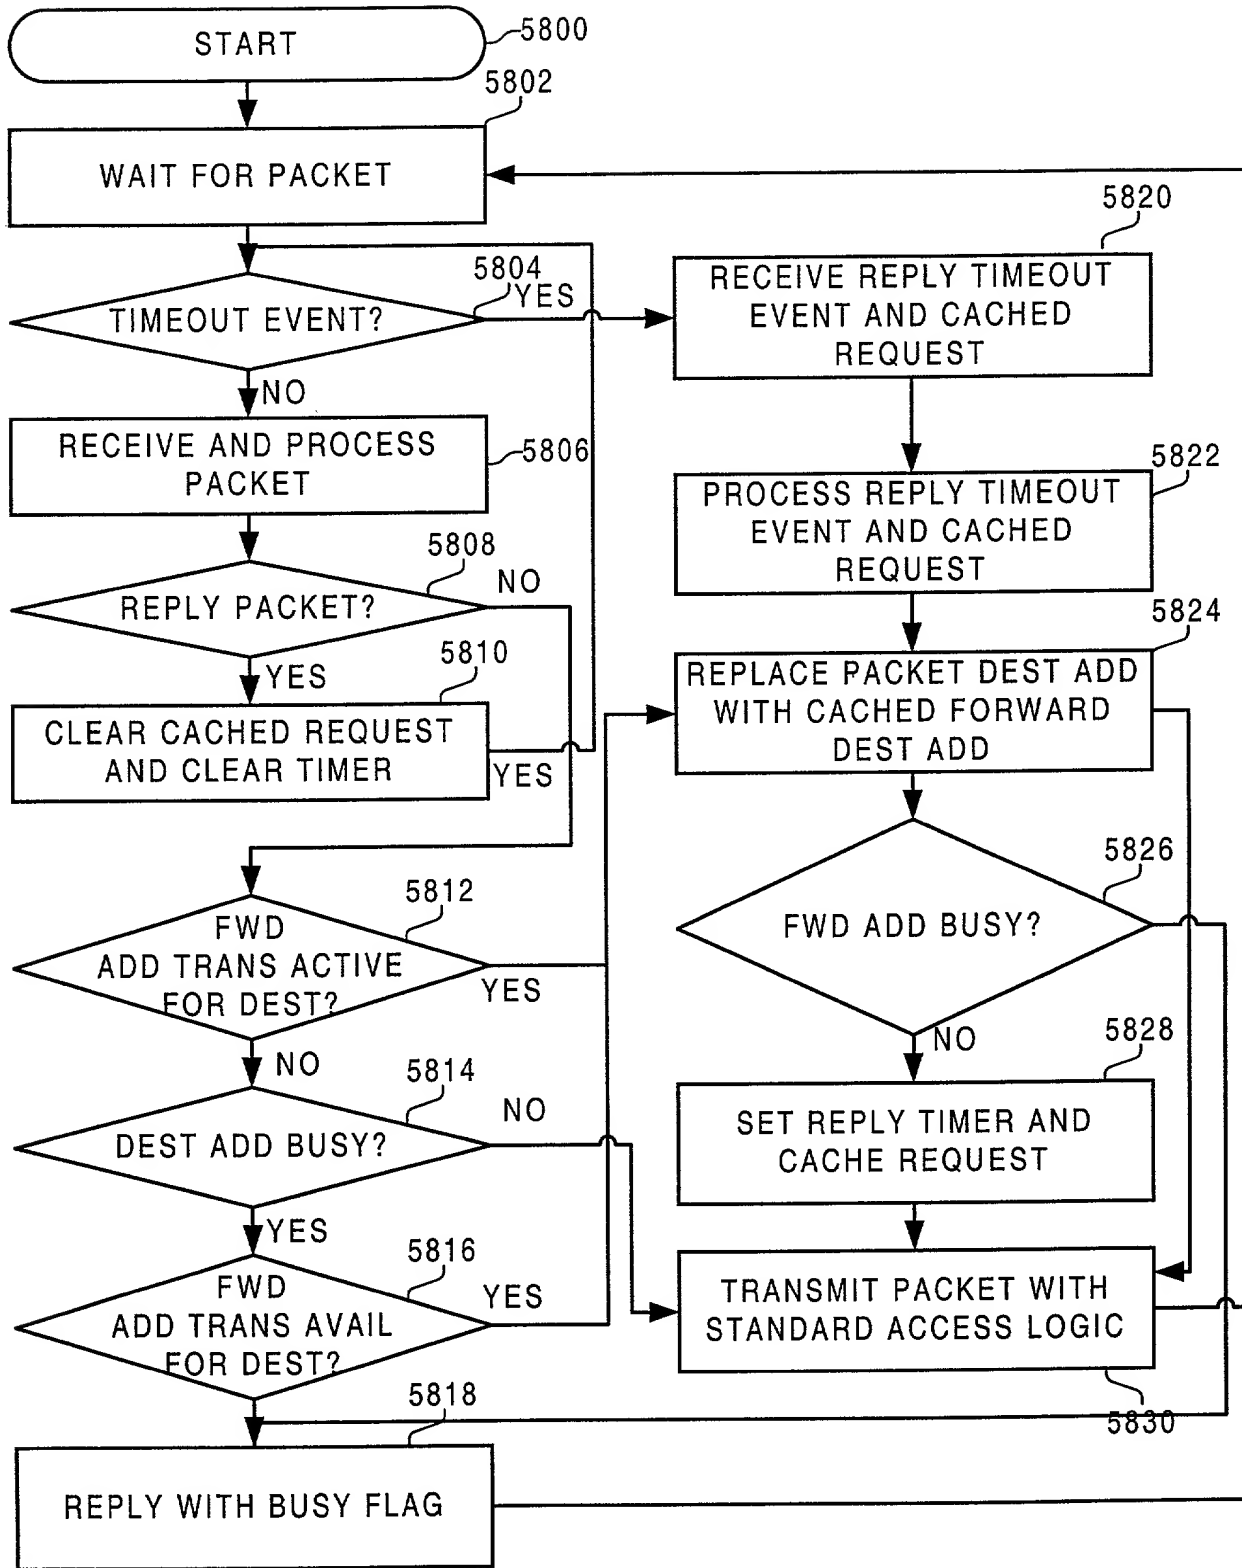 START
5800
5802
WAIT FOR PACKET
5804
TIMEOUT EVENT?
YES
NO
RECEIVE AND PROCESS
PACKET
5806
5808
REPLY PACKET?
NO
YES
5810
CLEAR CACHED REQUEST
AND CLEAR TIMER
YES
5812
FWD
ADD TRANS ACTIVE
FOR DEST?
YES
NO
5814
DEST ADD BUSY?
NO
YES
5816
FWD
ADD TRANS AVAIL
FOR DEST?
YES
5818
REPLY WITH BUSY FLAG
5820
RECEIVE REPLY TIMEOUT
EVENT AND CACHED
REQUEST
5822
PROCESS REPLY TIMEOUT
EVENT AND CACHED
REQUEST
5824
REPLACE PACKET DEST ADD
WITH CACHED FORWARD
DEST ADD
5826
FWD ADD BUSY?
NO
5828
SET REPLY TIMER AND
CACHE REQUEST
TRANSMIT PACKET WITH
STANDARD ACCESS LOGIC
5830